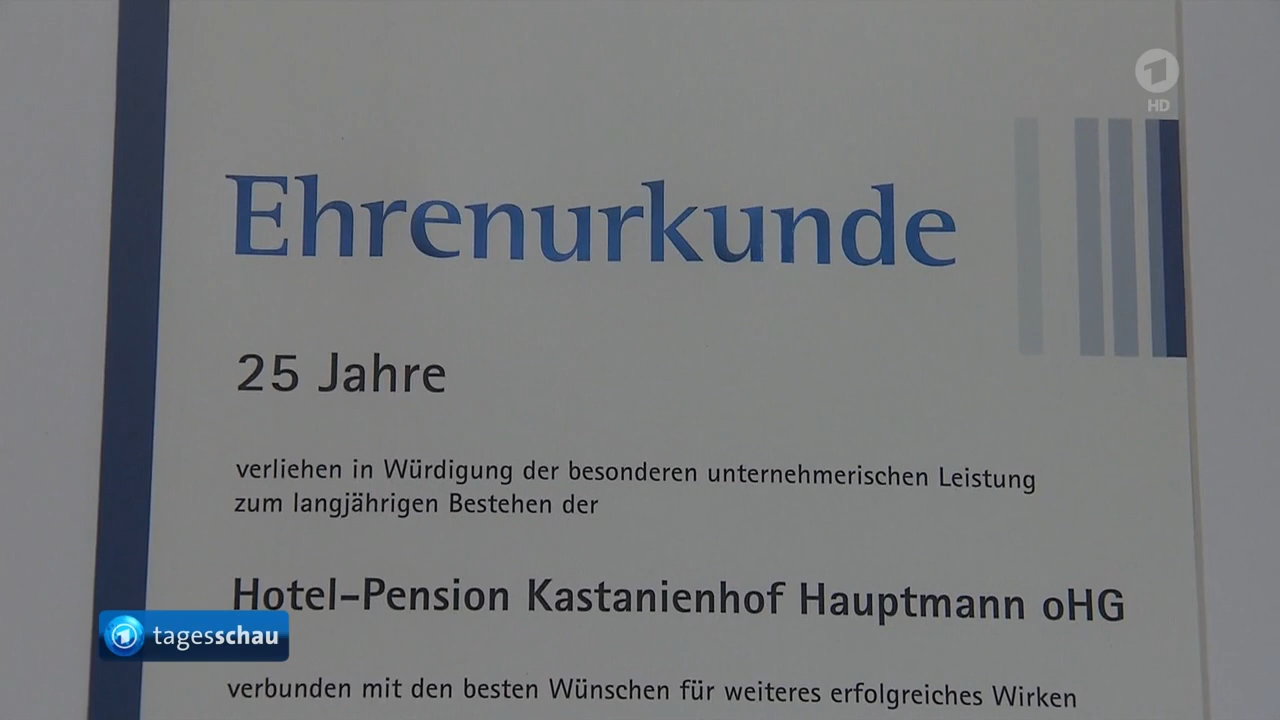 1
HD
Ehrenurkunde
25 Jahre
verliehen in Würdigung der besonderen unternehmerischen Leistung
zum langjährigen Bestehen der
Hotel-Pension Kastanienhof Hauptmann oHG
tagesschau
verbunden mit den besten Wünschen für weiteres erfolgreiches Wirken